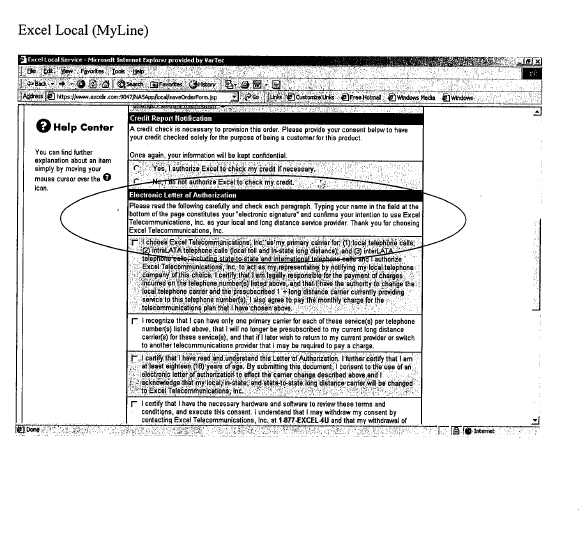 Excel Local (MyLine)
Excel Local Service - Microsoft Internet Explorer provided by VarTec
File Edit View Favorites Tools Help
Back Search Favorites History
Address https://www.excelir.com:9047/NASApp/local/saveOrderForm.jsp Go Links Customize Links Free Hotmail Windows Media Windows
Help Center
You can find further
explanation about an item
simply by moving your
mouse cursor over the
icon.
Credit Report Notification
A credit check is necessary to provision this order. Please provide your consent below to have
your credit checked solely for the purpose of being a customer for this product.
Once again, your information will be kept confidential.
Yes, I authorize Excel to check my credit if necessary.
No, I do not authorize Excel to check my credit.
Electronic Letter of Authorization
Please read the following carefully and check each paragraph. Typing your name in the field at the
bottom of the page constitutes your "electronic signature" and confirms your intention to use Excel
Telecommunications, Inc. as your local and long distance service provider. Thank you for choosing
Excel Telecommunications, Inc.
I choose Excel Telecommunications, Inc. as my primary carrier for: (1) local telephone calls;
(2) intraLATA telephone calls (local toll and in-state long distance); and (3) interLATA
telephone calls, including state-to-state and international telephone calls and I authorize
Excel Telecommunications, Inc. to act as my representative by notifying my local telephone
company of this choice. I certify that I am legally responsible for the payment of charges
incurred on the telephone number(s) listed above, and that I have the authority to change the
local telephone carrier and the presubscribed 1 + long distance carrier currently providing
service to this telephone number(s). I also agree to pay the monthly charge for the
telecommunications plan that I have chosen above.
I recognize that I can have only one primary carrier for each of these service(s) per telephone
number(s) listed above, that I will no longer be presubscribed to my current long distance
carrier(s) for these service(s), and that if I later wish to return to my current provider or switch
to another telecommunications provider that I may be required to pay a charge.
I certify that I have read and understand this Letter of Authorization. I further certify that I am
at least eighteen (18) years of age. By submitting this document, I consent to the use of an
electronic letter of authorization to effect the carrier change described above and I
acknowledge that my local, in-state, and state-to-state long distance carrier will be changed
to Excel Telecommunications, Inc.
I certify that I have the necessary hardware and software to review these terms and
conditions, and execute this consent. I understand that I may withdraw my consent by
contacting Excel Telecommunications, Inc. at 1-877-EXCEL-4U and that my withdrawal of
Done Internet